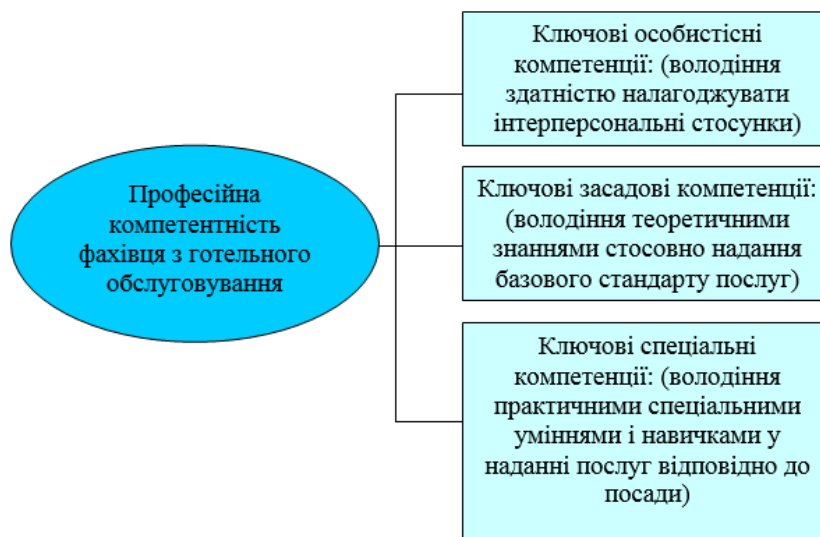 Професійна
компетентність
фахівця з готельного
обслуговування
Ключові особистісні
компетенції: (володіння
здатністю налагоджувати
інтерперсональні стосунки)
Ключові засадові компетенції:
(володіння теоретичними
знаннями стосовно надання
базового стандарту послуг)
Ключові спеціальні
компетенції: (володіння
практичними спеціальними
уміннями і навичками у
наданні послуг відповідно до
посади)